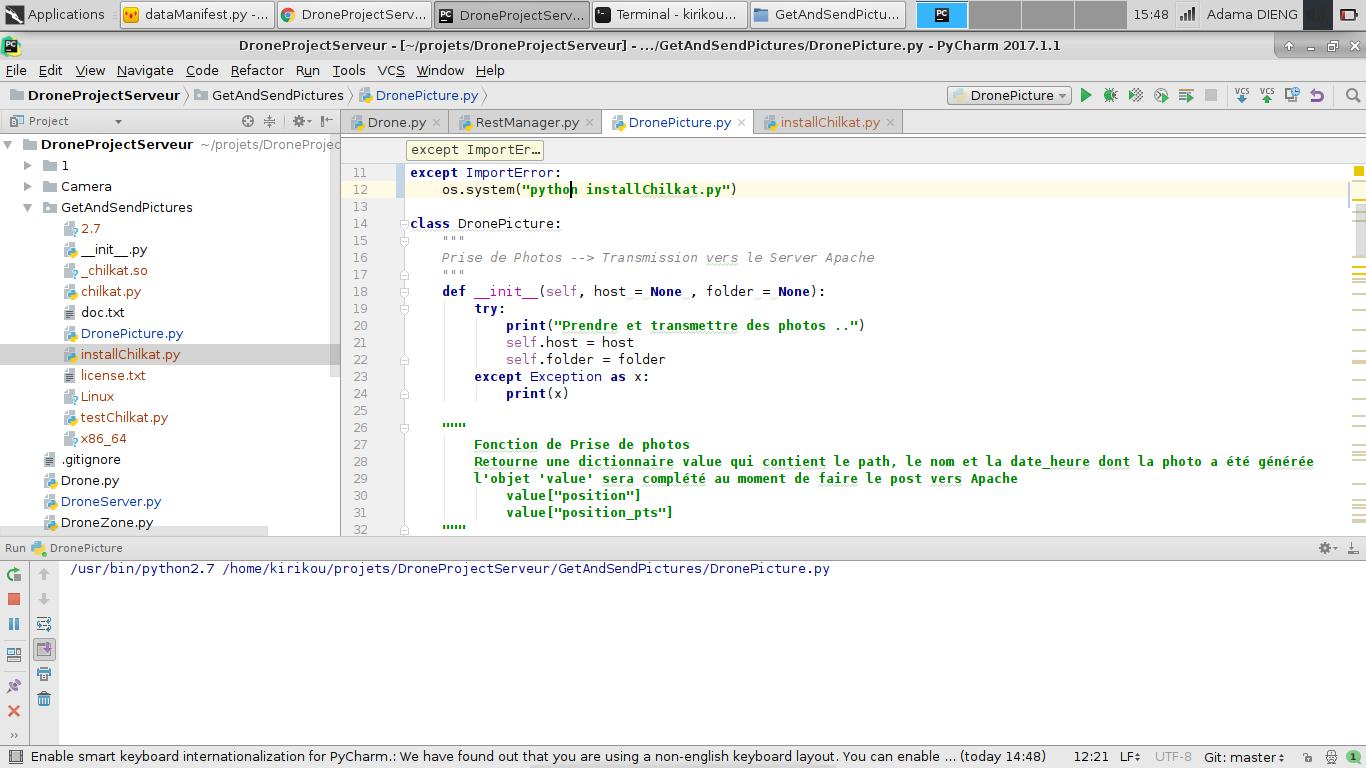 Applications dataManifest.py -... DroneProjectServ... DroneProjectServ... Terminal - kirikou... GetAndSendPictu... 15:48 Adama DIENG
DroneProjectServeur - [~/projets/DroneProjectServeur] - .../GetAndSendPictures/DronePicture.py - PyCharm 2017.1.1
File Edit View Navigate Code Refactor Run Tools VCS Window Help
DroneProjectServeur GetAndSendPictures DronePicture.py DronePicture VCS VCS
Project
Drone.py RestManager.py DronePicture.py installChilkat.py
DroneProjectServeur ~/projets/DroneProjec
1
Camera
GetAndSendPictures
2.7
__init__.py
_chilkat.so
chilkat.py
doc.txt
DronePicture.py
installChilkat.py
license.txt
Linux
testChilkat.py
x86_64
.gitignore
Drone.py
DroneServer.py
DroneZone.py
except ImportEr...
11 except ImportError:
12 os.system("python installChilkat.py")
13
14 class DronePicture:
15 """
16 Prise de Photos --> Transmission vers le Server Apache
17 """
18 def __init__(self, host = None , folder = None):
19 try:
20 print("Prendre et transmettre des photos ..")
21 self.host = host
22 self.folder = folder
23 except Exception as x:
24 print(x)
25
26 """
27 Fonction de Prise de photos
28 Retourne une dictionnaire value qui contient le path, le nom et la date_heure dont la photo a été générée
29 l'objet 'value' sera complété au moment de faire le post vers Apache
30 value["position"]
31 value["position_pts"]
32 """
Run DronePicture
/usr/bin/python2.7 /home/kirikou/projets/DroneProjectServeur/GetAndSendPictures/DronePicture.py
Enable smart keyboard internationalization for PyCharm.: We have found out that you are using a non-english keyboard layout. You can enable ... (today 14:48) 12:21 LF UTF-8 Git: master 1